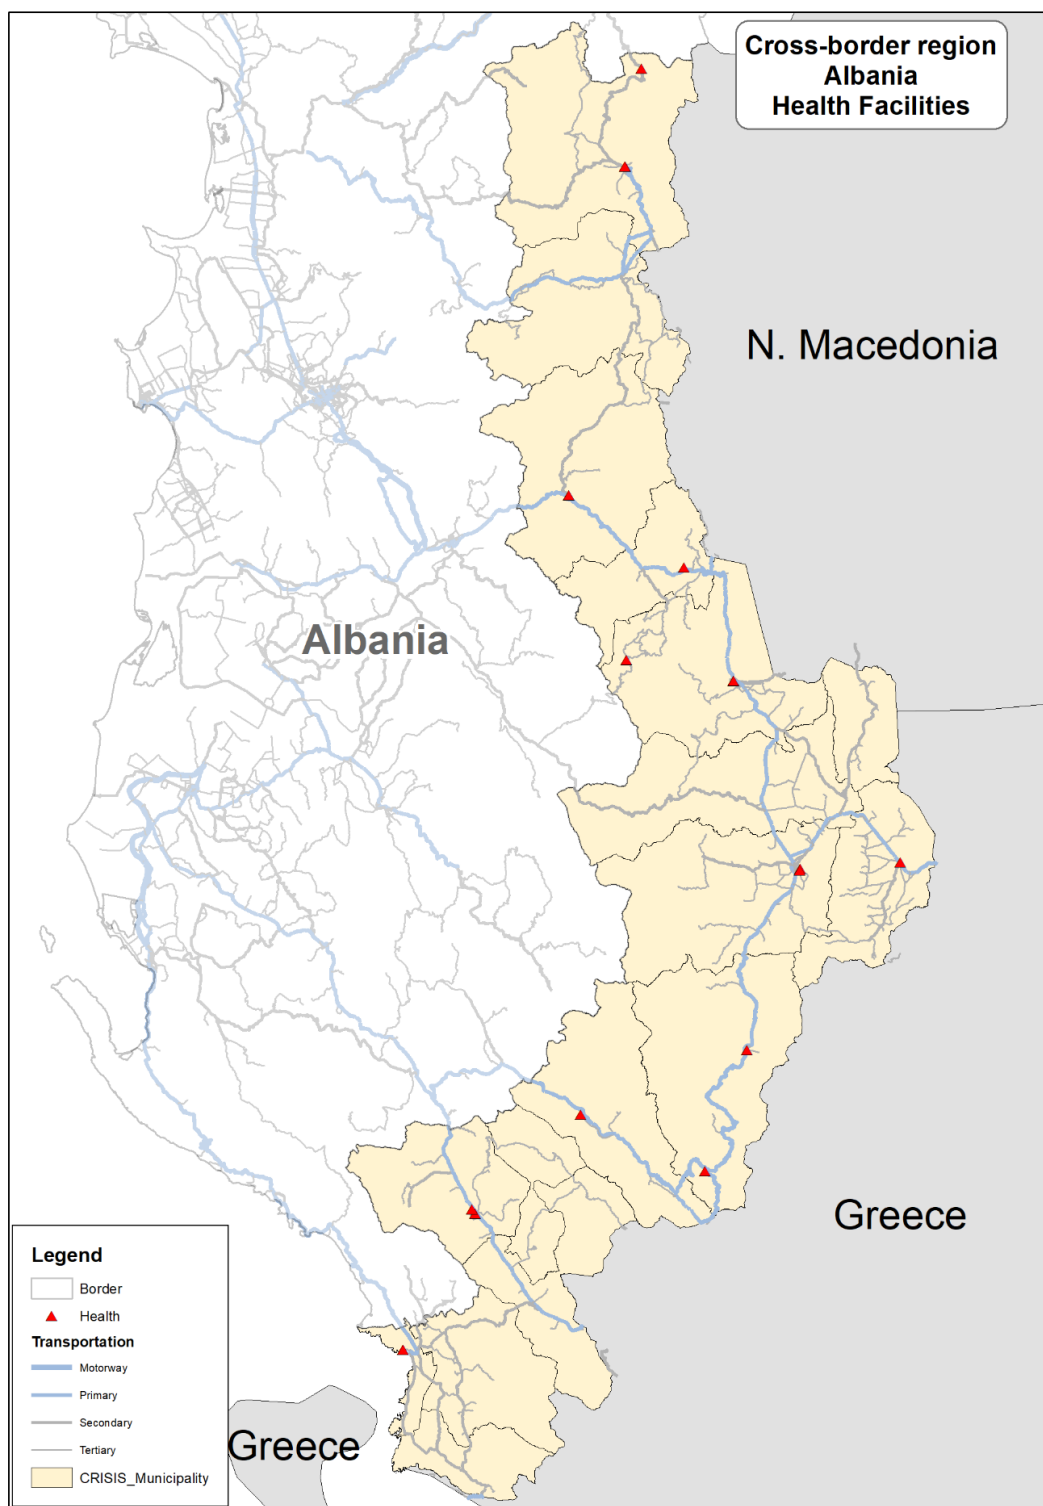 Cross-border region
Albania
Health Facilities
N. Macedonia
Albania
Greece
Greece
Legend
Border
Health
Transportation
Motorway
Primary
Secondary
Tertiary
CRISIS_Municipality